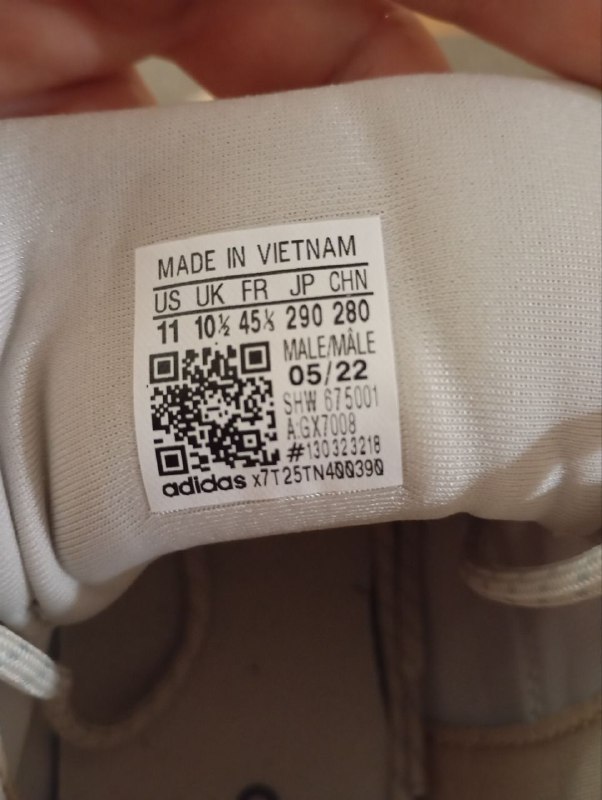 MADE IN VIETNAM
US UK FR JP CHN
11 10½ 45⅓ 290 280
MALE/MÂLE
05/22
SHW 675001
A:GX7008
#130323218
adidas x7T25TN400390